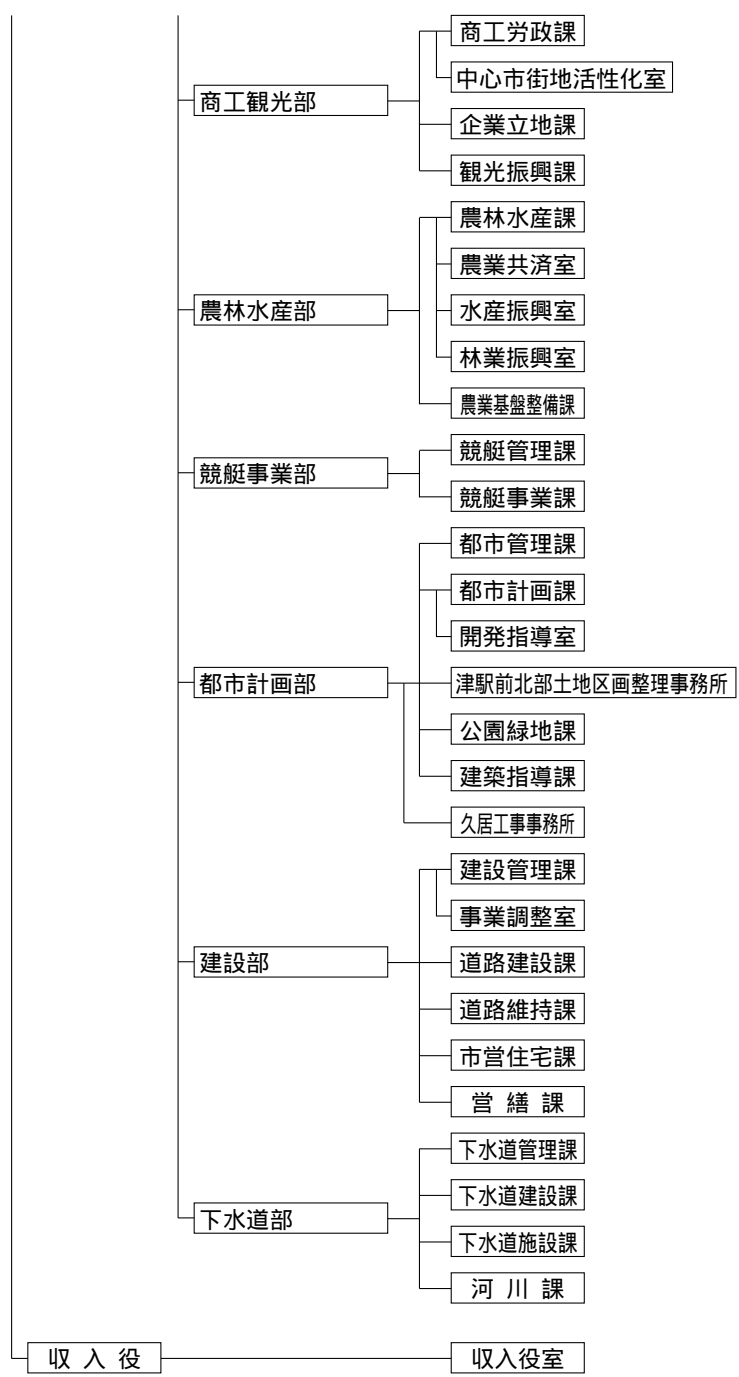 商工労政課
中心市街地活性化室
商工観光部
企業立地課
観光振興課
農林水産課
農業共済室
農林水産部
水産振興室
林業振興室
農業基盤整備課
競艇管理課
競艇事業部
競艇事業課
都市管理課
都市計画課
開発指導室
都市計画部
津駅前北部土地区画整理事務所
公園緑地課
建築指導課
久居工事事務所
建設管理課
事業調整室
建設部
道路建設課
道路維持課
市営住宅課
営 繕 課
下水道管理課
下水道建設課
下水道部
下水道施設課
河 川 課
収 入 役
収入役室